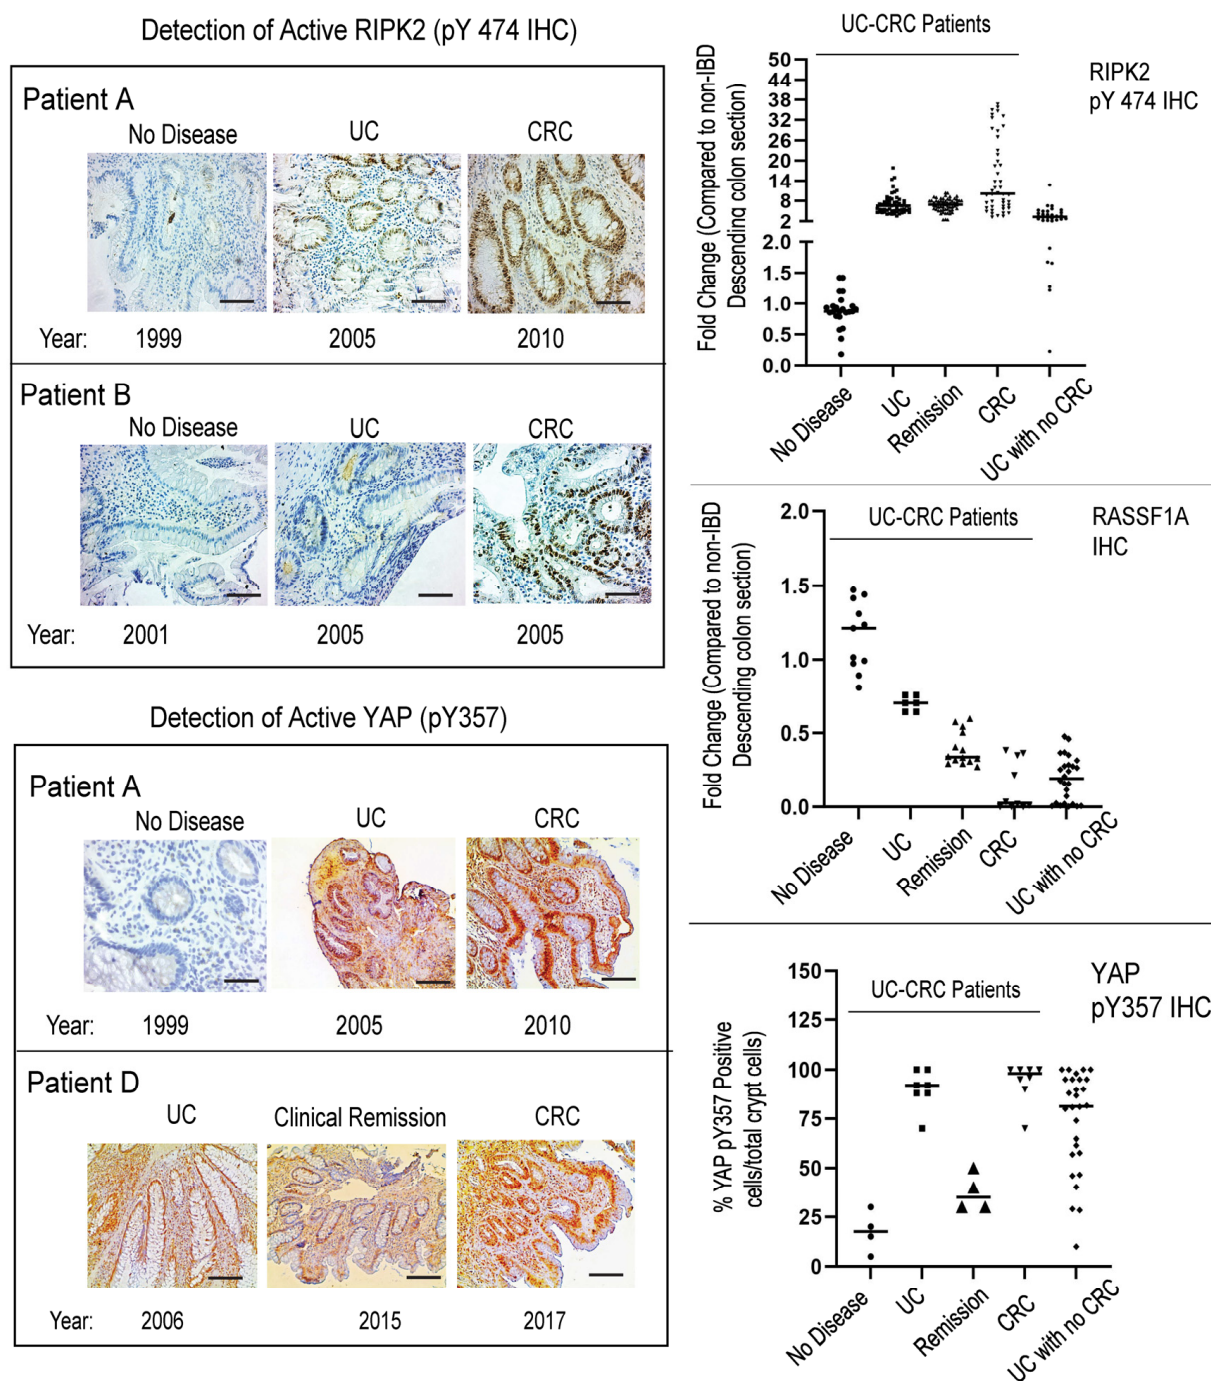 Detection of Active RIPK2 (pY 474 IHC)
Patient A
No Disease UC CRC
Year: 1999 2005 2010
Patient B
No Disease UC CRC
Year: 2001 2005 2005
Detection of Active YAP (pY357)
Patient A
No Disease UC CRC
Year: 1999 2005 2010
Patient D
UC Clinical Remission CRC
Year: 2006 2015 2017
UC-CRC Patients
RIPK2
pY 474 IHC
Fold Change (Compared to non-IBD
Descending colon section)
50
44
38
32
26
20
14
8
2
2.0
1.5
1.0
0.5
0.0
No Disease
UC
Remission
CRC
UC with no CRC
UC-CRC Patients
RASSF1A
IHC
Fold Change (Compared to non-IBD
Descending colon section)
2.0
1.5
1.0
0.5
0.0
No Disease
UC
Remission
CRC
UC with no CRC
UC-CRC Patients
YAP
pY357 IHC
% YAP pY357 Positive
cells/total crypt cells)
150
125
100
75
50
25
0
No Disease
UC
Remission
CRC
UC with no CRC